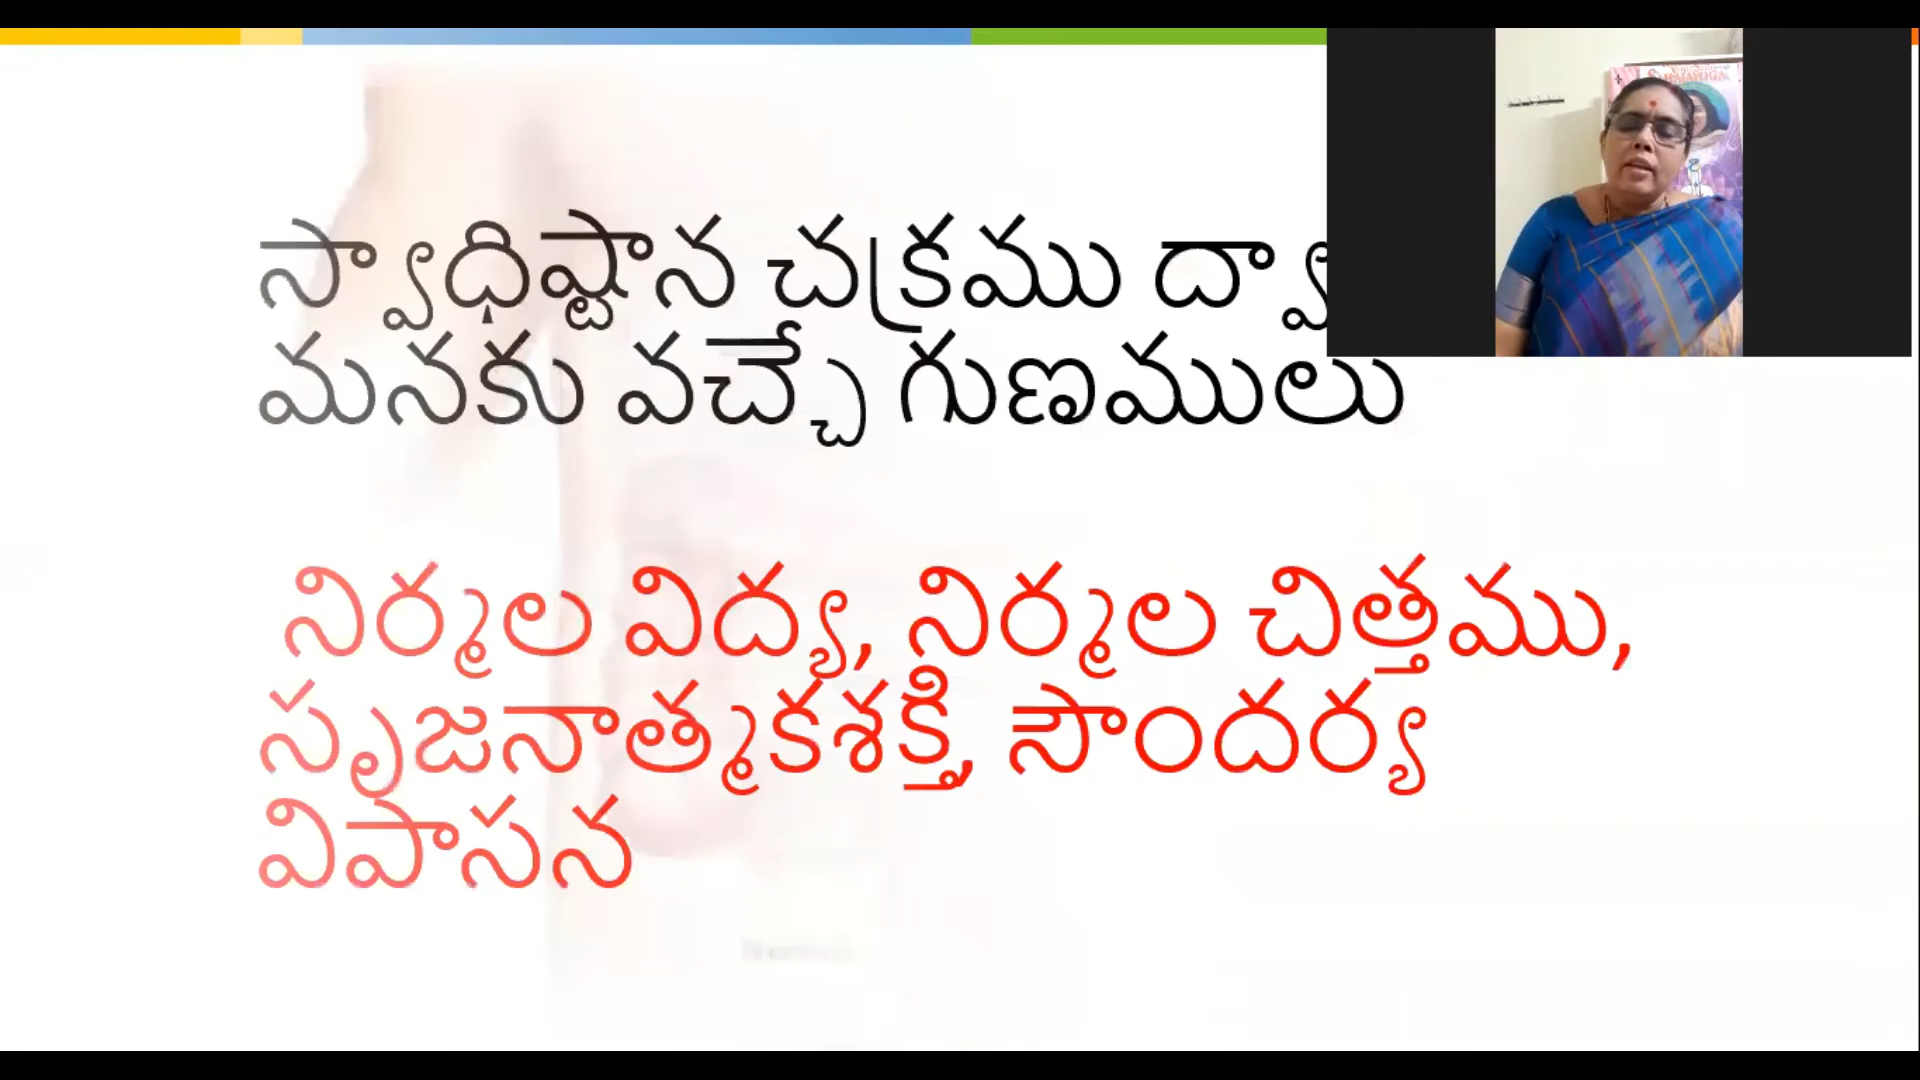 స్వాధిష్టాన చక్రము ద్వా
మనకు వచ్చే గుణములు
నిర్మల విద్య, నిర్మల చిత్తము,
సృజనాత్మకశక్తి, సౌందర్య
విపాసన